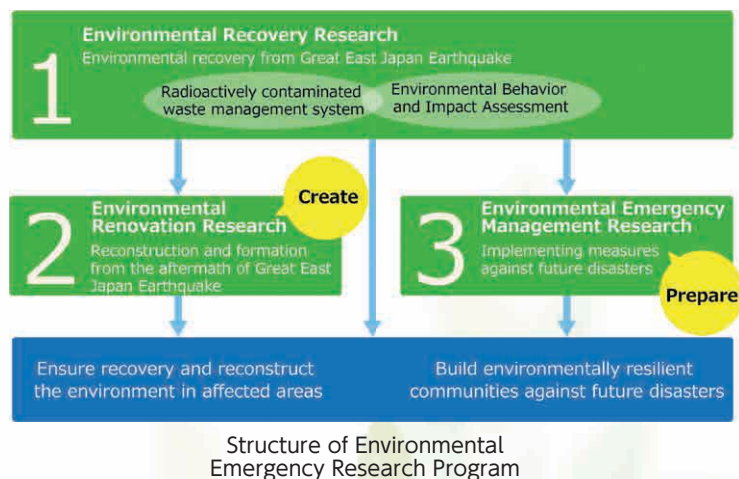 1
Environmental Recovery Research
Environmental recovery from Great East Japan Earthquake
Radioactively contaminated
waste management system
Environmental Behavior
and Impact Assessment
2
Environmental
Renovation Research
Reconstruction and formation
from the aftermath of Great East
Japan Earthquake
Create
3
Environmental Emergency
Management Research
Implementing measures
against future disasters
Prepare
Ensure recovery and reconstruct
the environment in affected areas
Build environmentally resilient
communities against future disasters
Structure of Environmental
Emergency Research Program